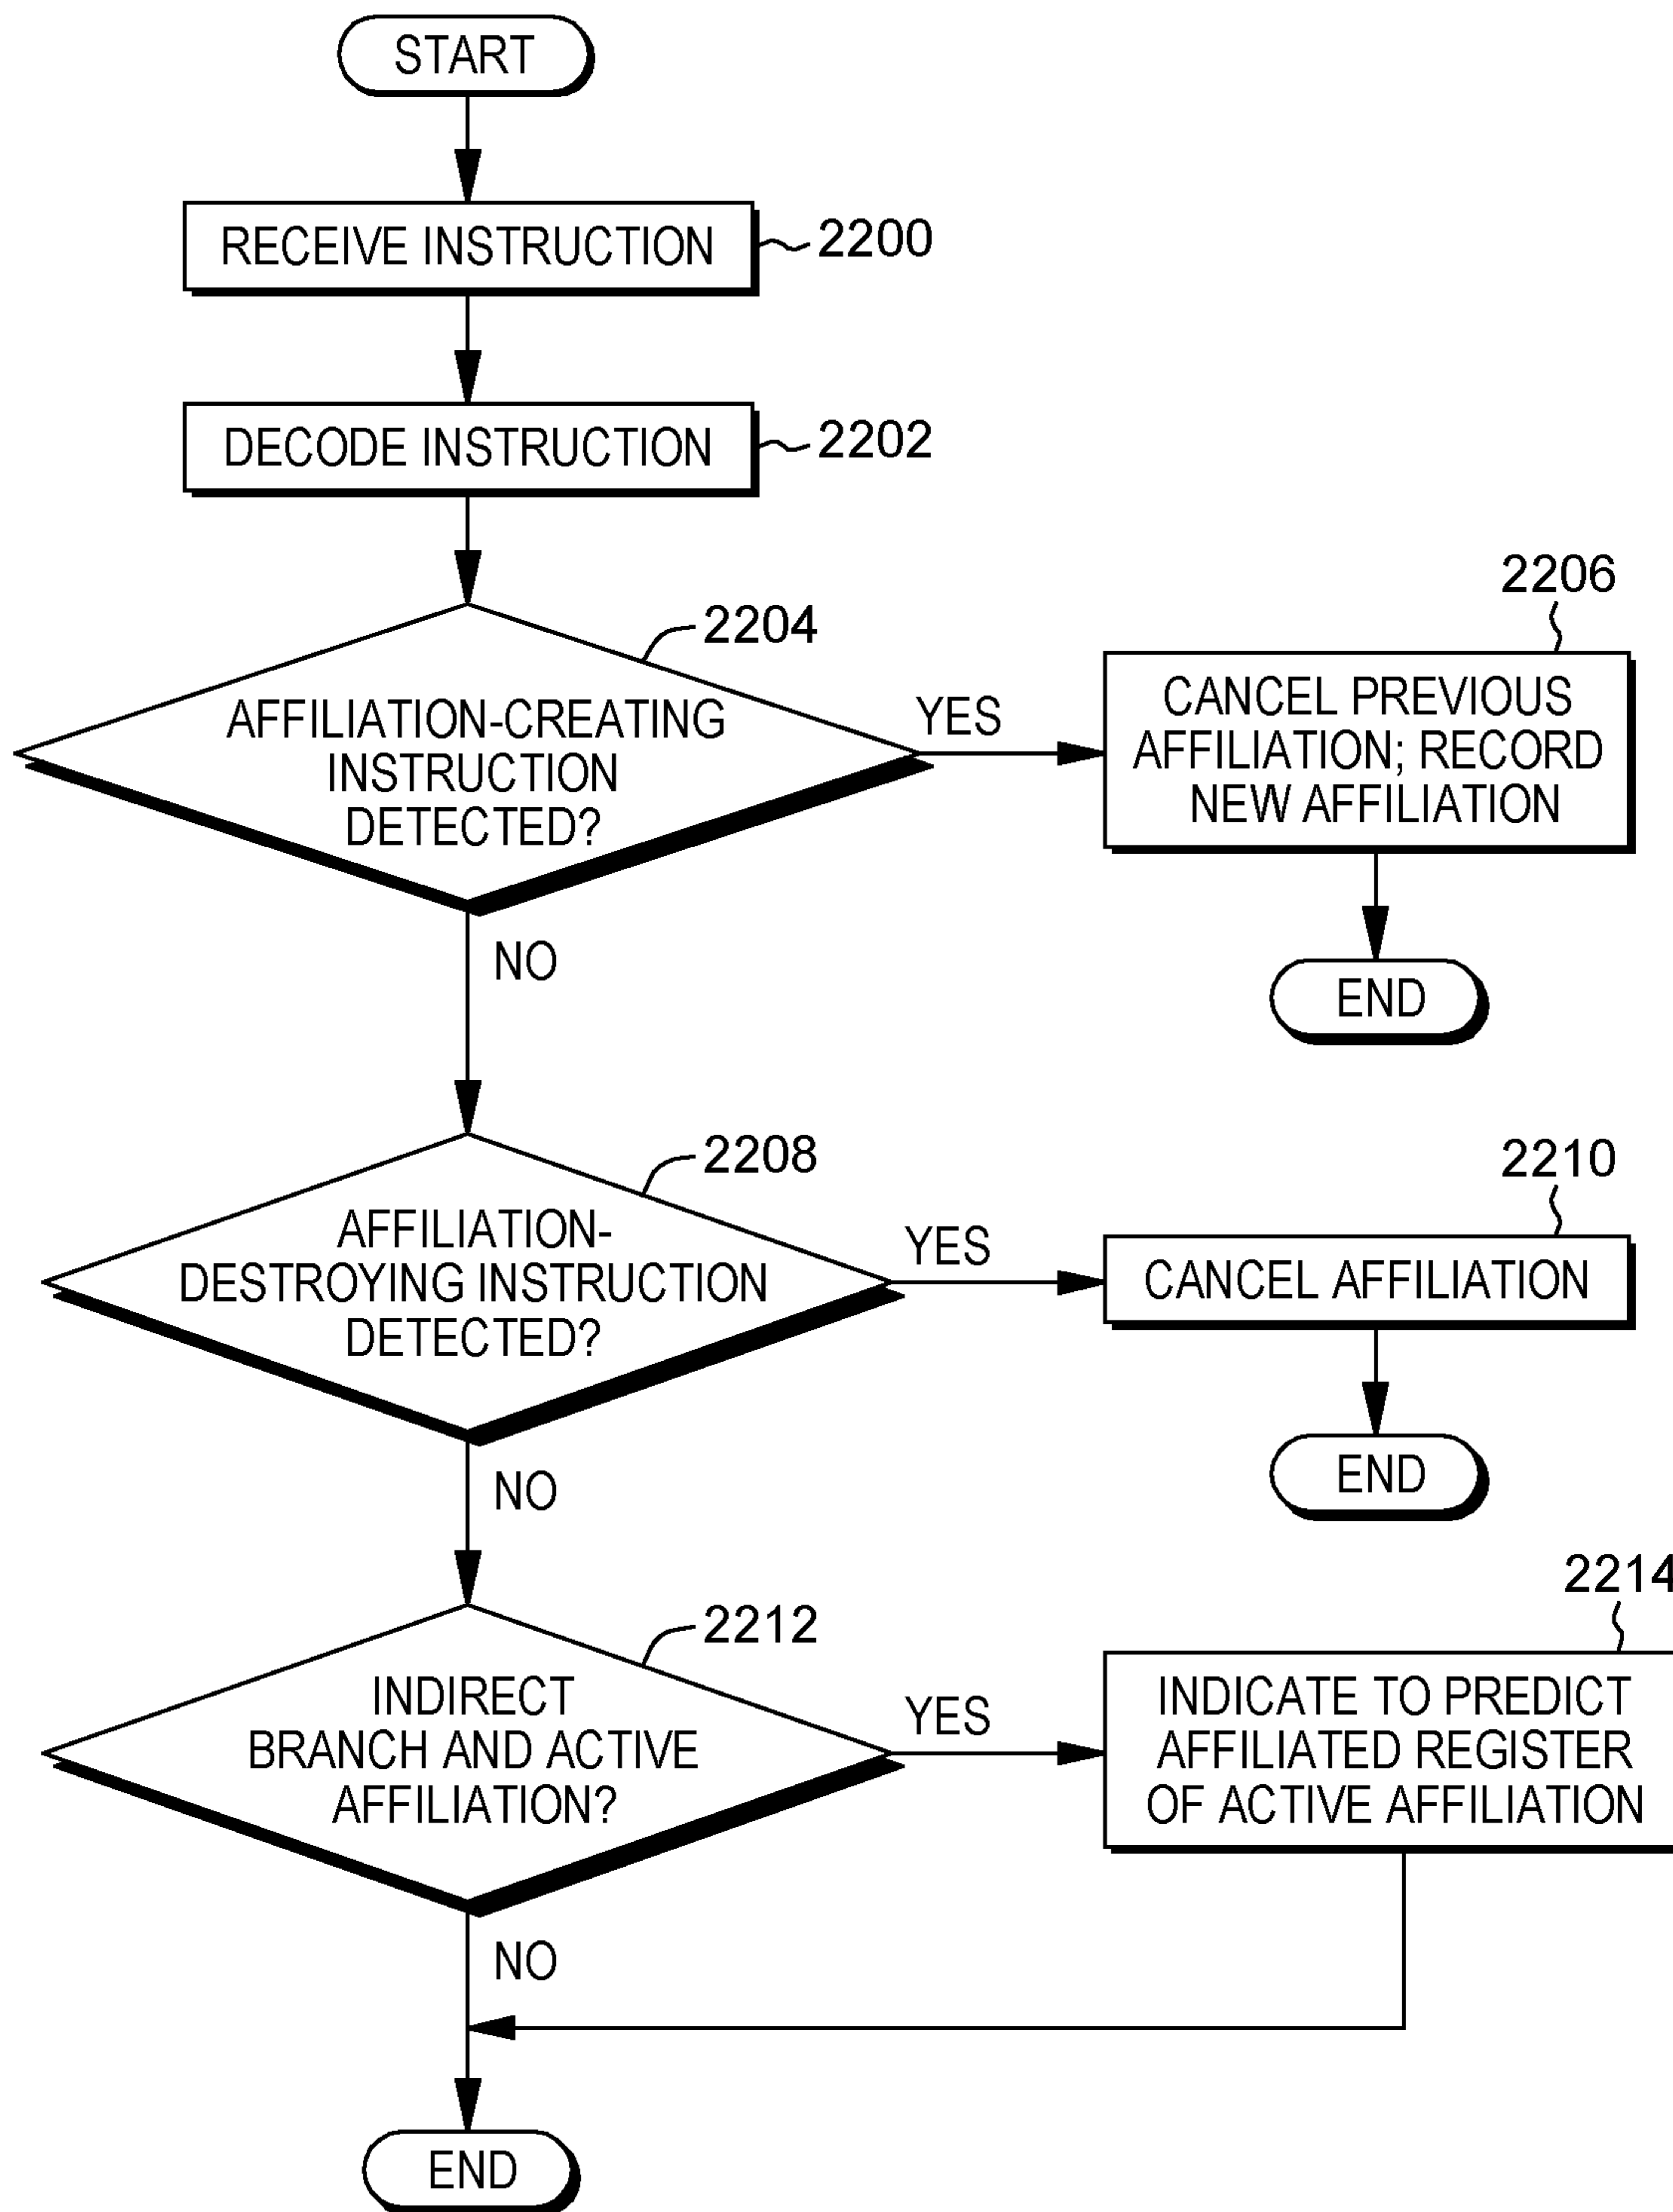 START
RECEIVE INSTRUCTION
2200
DECODE INSTRUCTION
2202
2204
AFFILIATION-CREATING
INSTRUCTION
DETECTED?
YES
2206
CANCEL PREVIOUS
AFFILIATION; RECORD
NEW AFFILIATION
END
NO
2208
AFFILIATION-
DESTROYING INSTRUCTION
DETECTED?
YES
2210
CANCEL AFFILIATION
END
NO
2212
INDIRECT
BRANCH AND ACTIVE
AFFILIATION?
YES
2214
INDICATE TO PREDICT
AFFILIATED REGISTER
OF ACTIVE AFFILIATION
NO
END